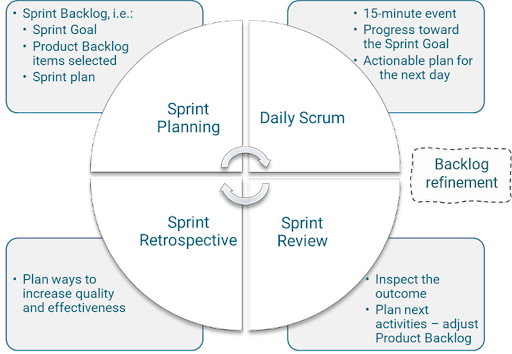 • Sprint Backlog, i.e.:
• Sprint Goal
• Product Backlog
items selected
• Sprint plan
• 15-minute event
• Progress toward
the Sprint Goal
• Actionable plan for
the next day
Sprint
Planning
Daily Scrum
Backlog
refinement
Sprint
Retrospective
Sprint
Review
• Plan ways to
increase quality
and effectiveness
• Inspect the
outcome
• Plan next
activities – adjust
Product Backlog